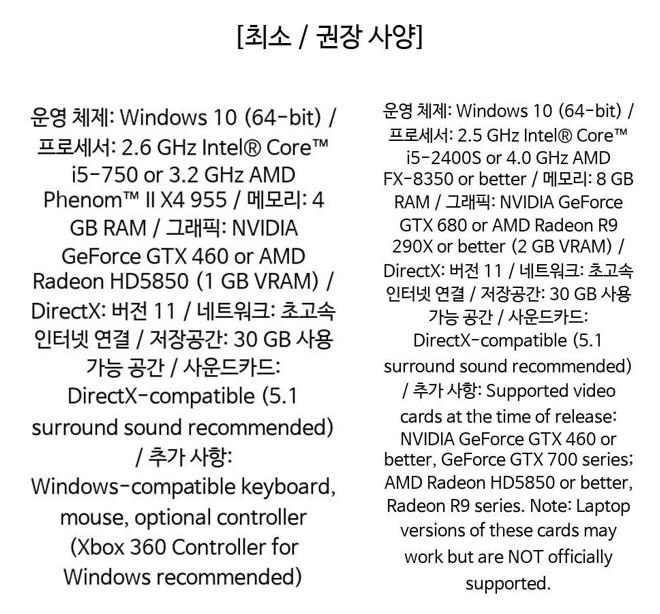 [최소 / 권장 사양]
운영 체제: Windows 10 (64-bit) /
프로세서: 2.6 GHz Intel® Core™
i5-750 or 3.2 GHz AMD
Phenom™ II X4 955 / 메모리: 4
GB RAM / 그래픽: NVIDIA
GeForce GTX 460 or AMD
Radeon HD5850 (1 GB VRAM) /
DirectX: 버전 11 / 네트워크: 초고속
인터넷 연결 / 저장공간: 30 GB 사용
가능 공간 / 사운드카드:
DirectX-compatible (5.1
surround sound recommended)
/ 추가 사항:
Windows-compatible keyboard,
mouse, optional controller
(Xbox 360 Controller for
Windows recommended)
운영 체제: Windows 10 (64-bit) /
프로세서: 2.5 GHz Intel® Core™
i5-2400S or 4.0 GHz AMD
FX-8350 or better / 메모리: 8 GB
RAM / 그래픽: NVIDIA GeForce
GTX 680 or AMD Radeon R9
290X or better (2 GB VRAM) /
DirectX: 버전 11 / 네트워크: 초고속
인터넷 연결 / 저장공간: 30 GB 사용
가능 공간 / 사운드카드:
DirectX-compatible (5.1
surround sound recommended)
/ 추가 사항: Supported video
cards at the time of release:
NVIDIA GeForce GTX 460 or
better, GeForce GTX 700 series;
AMD Radeon HD5850 or better,
Radeon R9 series. Note: Laptop
versions of these cards may
work but are NOT officially
supported.